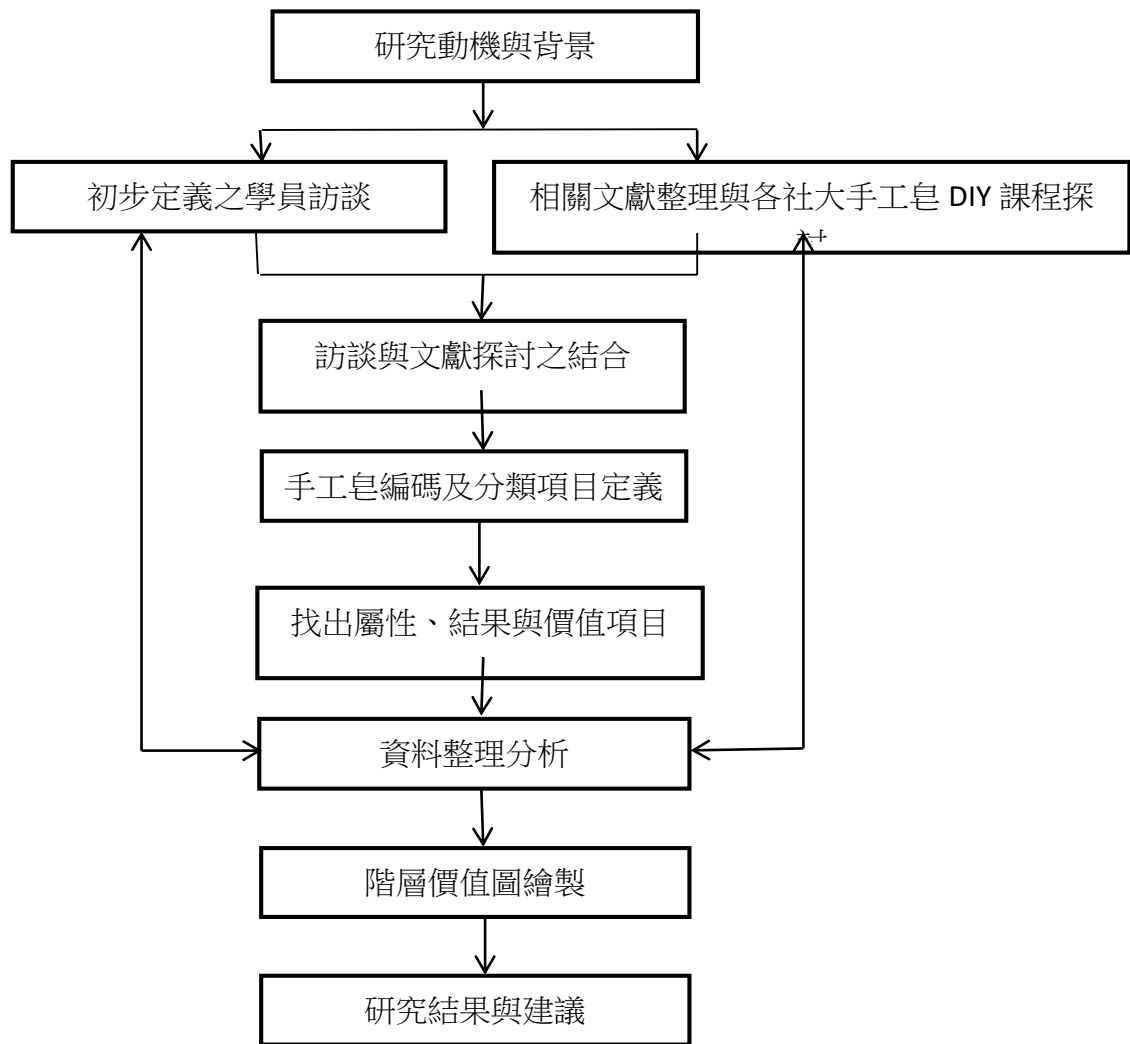 研究動機與背景
初步定義之學員訪談
相關文獻整理與各社大手工皂 DIY 課程探
訪談與文獻探討之結合
手工皂編碼及分類項目定義
找出屬性、結果與價值項目
資料整理分析
階層價值圖繪製
研究結果與建議